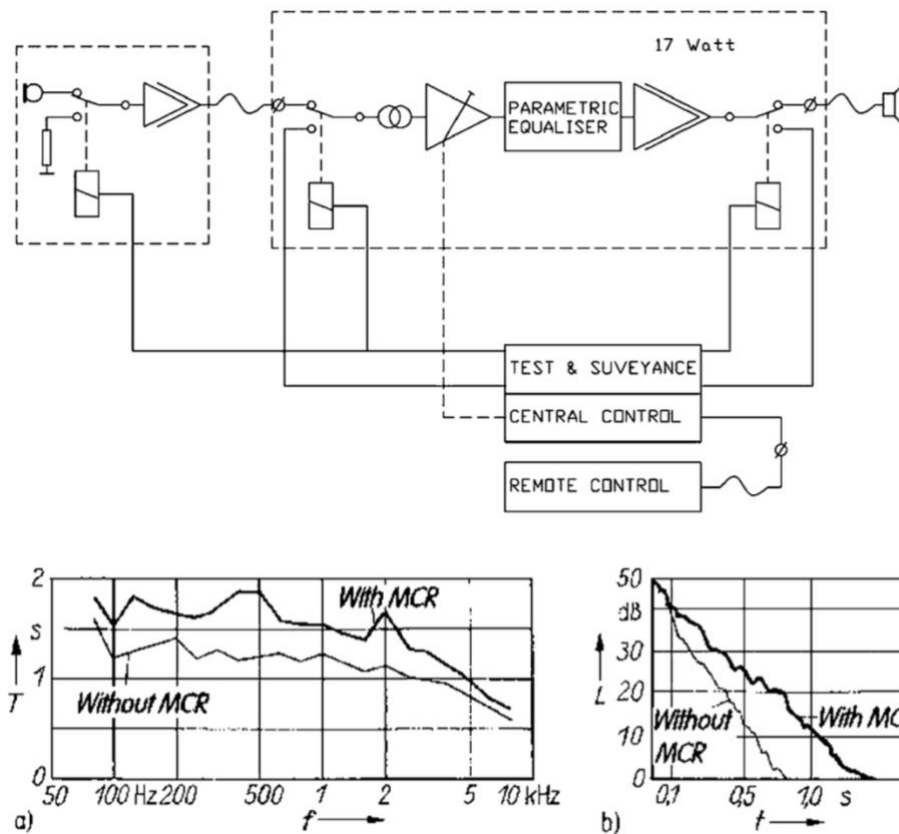 17 Watt
PARAMETRIC
EQUALISER
TEST & SUVEYANCE
CENTRAL CONTROL
REMOTE CONTROL
2
s
1
T
0
With MCR
Without MCR
50 100 Hz 200 500 1 2 5 10 kHz
f
a)
50
dB
30
L 20
10
0
Without
MCR
With MC
0,1 0,5 1,0 s
t
b)